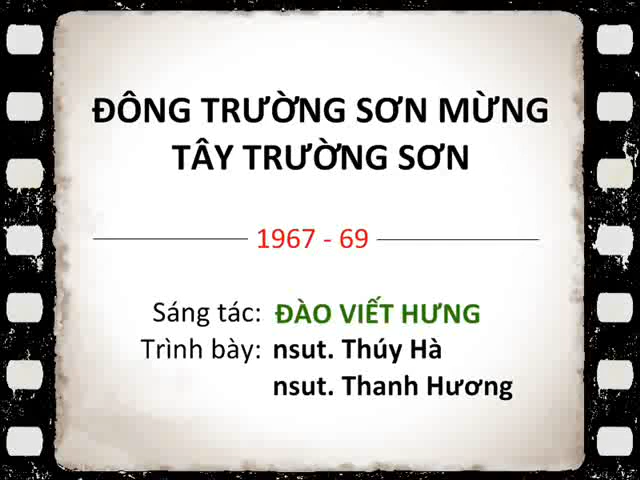 ĐÔNG TRƯỜNG SƠN MỪNG
TÂY TRƯỜNG SƠN
1967 - 69
Sáng tác: ĐÀO VIẾT HƯNG
Trình bày: nsut. Thúy Hà
nsut. Thanh Hương